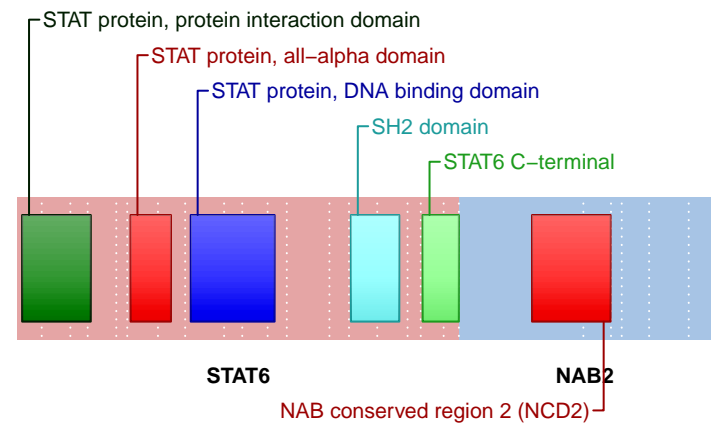 STAT protein, protein interaction domain
STAT protein, all−alpha domain
STAT protein, DNA binding domain
SH2 domain
STAT6 C−terminal
STAT6
NAB2
NAB conserved region 2 (NCD2)